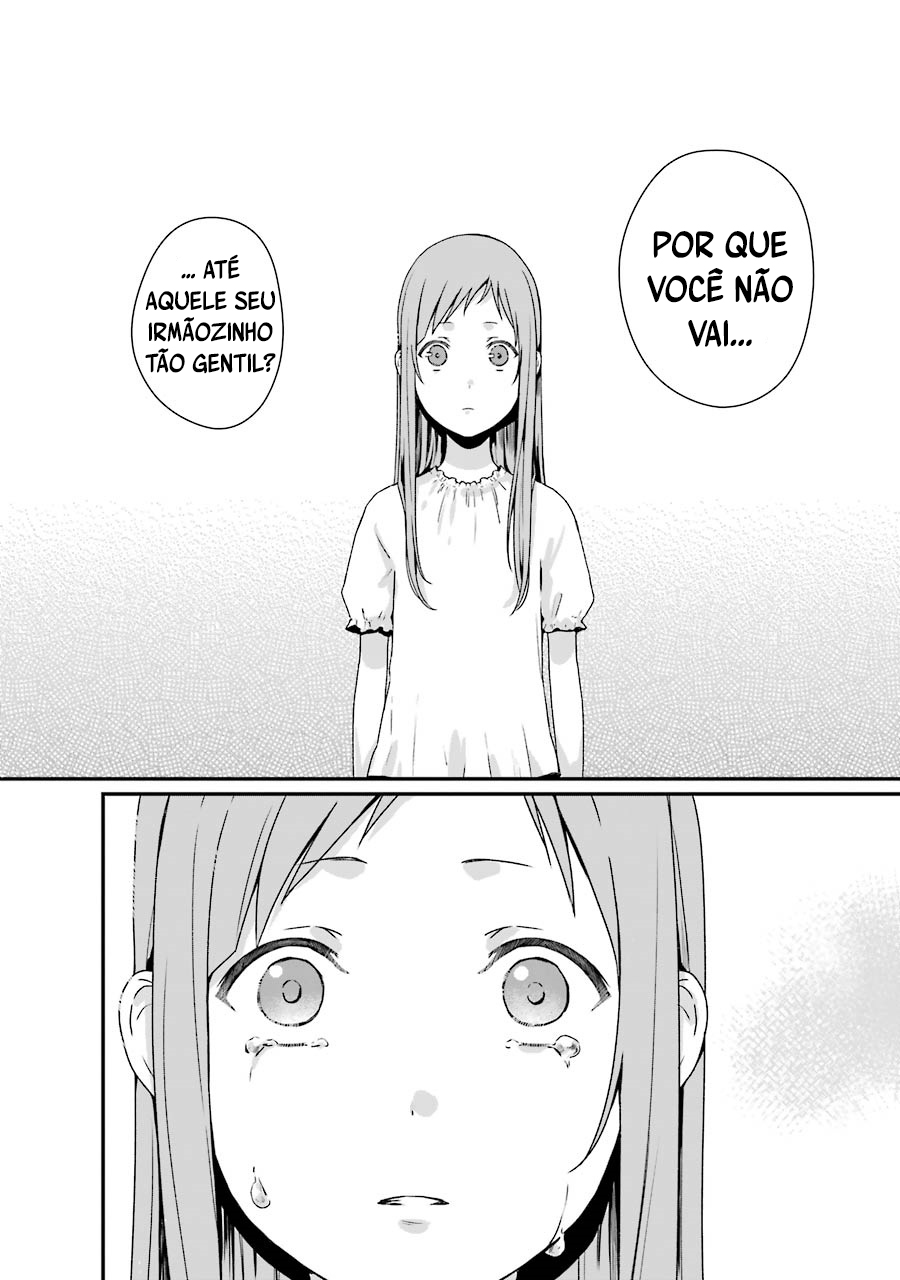 POR QUE
VOCÊ NÃO
VAI...
... ATÉ
AQUELE SEU
IRMÃOZINHO
TÃO GENTIL?